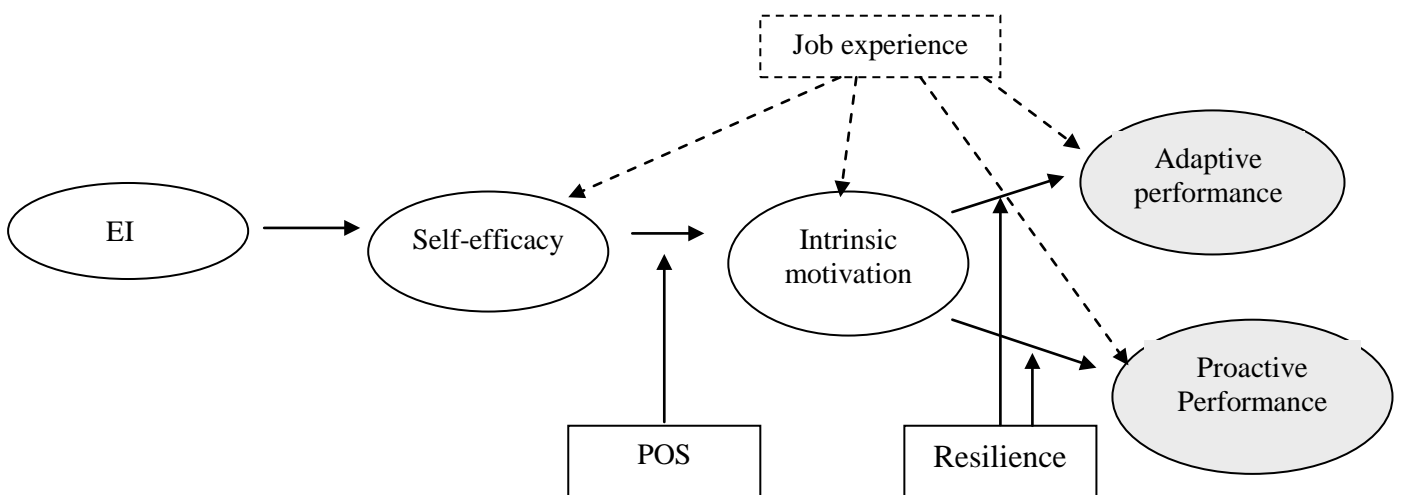 Job experience
Adaptive
performance
EI
Self-efficacy
Intrinsic
motivation
Proactive
Performance
POS
Resilience